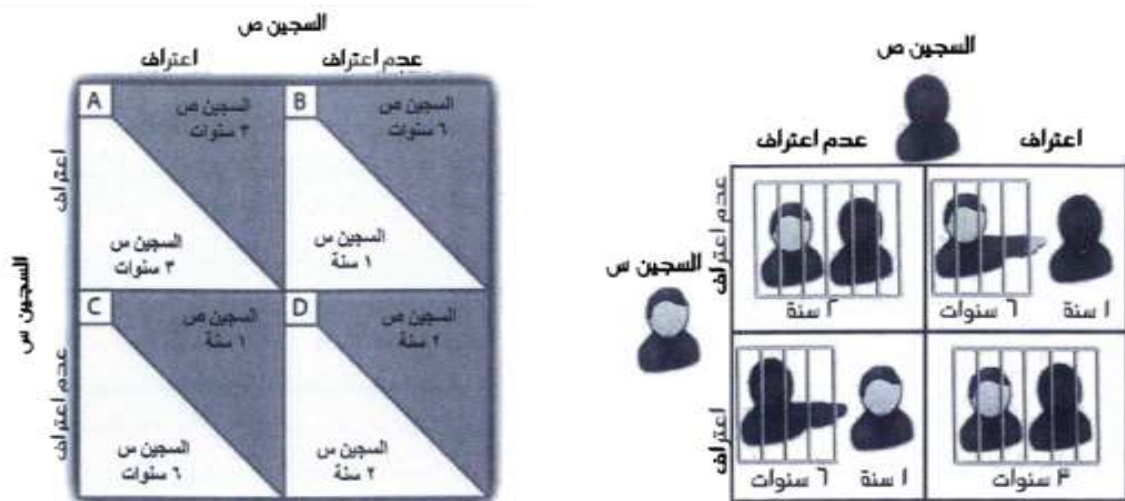 السجين ص
اعتراف
عدم اعتراف
السجين س
اعتراف
عدم اعتراف
A
السجين ص
٣ سنوات
السجين س
٣ سنوات
B
السجين ص
٦ سنوات
السجين س
١ سنة
C
السجين ص
١ سنة
السجين س
٦ سنوات
D
السجين ص
٢ سنة
السجين س
٢ سنة
السجين ص
عدم اعتراف
اعتراف
السجين س
عدم اعتراف
اعتراف
٢ سنة
٦ سنوات
١ سنة
٦ سنوات
١ سنة
٣ سنوات